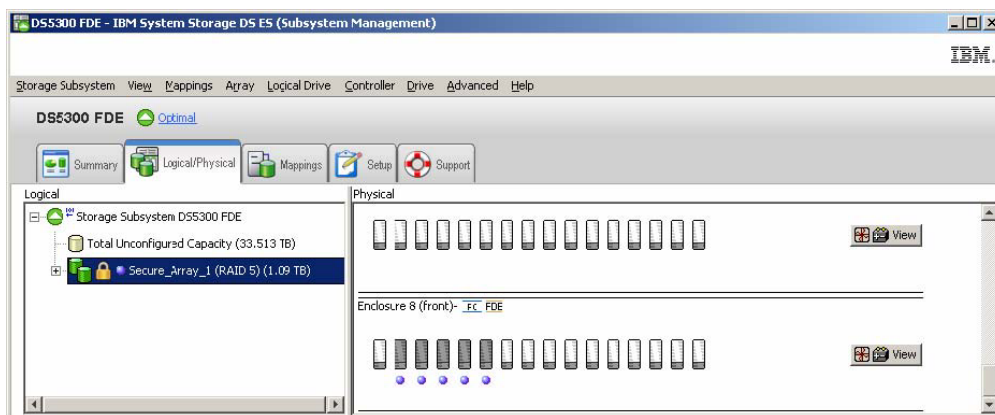 DS5300 FDE - IBM System Storage DS ES (Subsystem Management)
IBM.
Storage Subsystem View Mappings Array Logical Drive Controller Drive Advanced Help
DS5300 FDE Optimal
Summary Logical/Physical Mappings Setup Support
Logical
Physical
Storage Subsystem DS5300 FDE
Total Unconfigured Capacity (33.513 TB)
Secure_Array_1 (RAID 5) (1.09 TB)
View
Enclosure 8 (front)- FC FDE
View